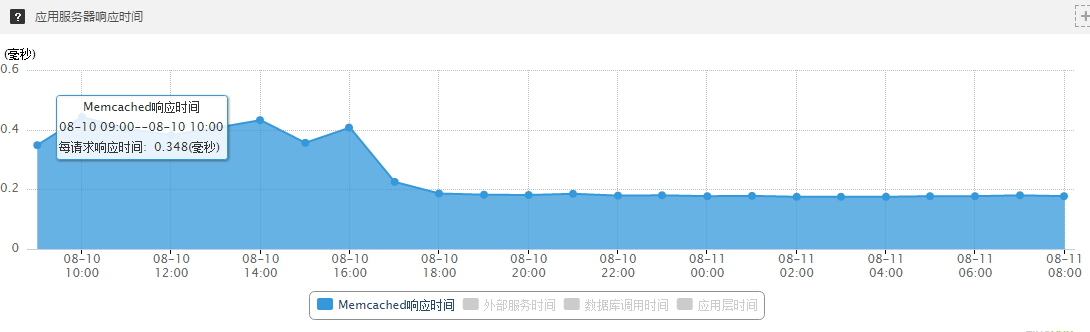 ? 应用服务器响应时间
(毫秒)
0.6
0.4
0.2
0
Memcached响应时间
08-10 09:00--08-10 10:00
每请求响应时间: 0.348(毫秒)
08-10 08-10 08-10 08-10 08-10 08-10 08-10 08-11 08-11 08-11 08-11 08-11
10:00 12:00 14:00 16:00 18:00 20:00 22:00 00:00 02:00 04:00 06:00 08:00
Memcached响应时间 外部服务时间 数据库调用时间 应用层时间